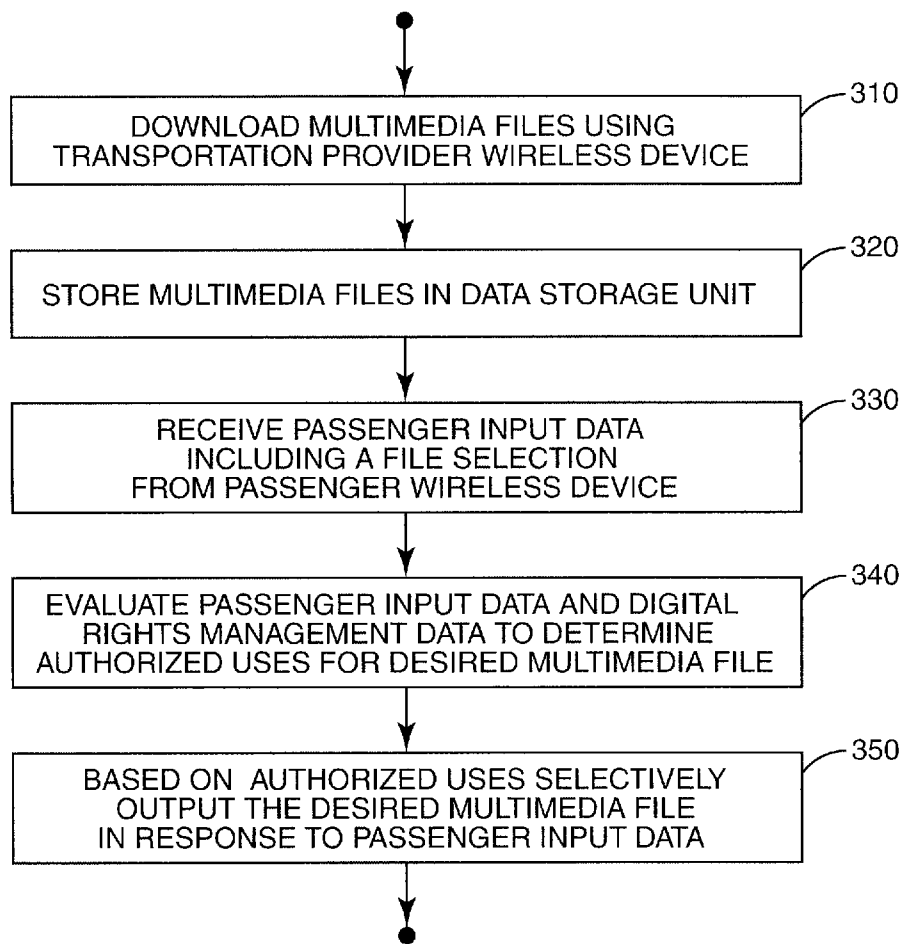 310
DOWNLOAD MULTIMEDIA FILES USING
TRANSPORTATION PROVIDER WIRELESS DEVICE
320
STORE MULTIMEDIA FILES IN DATA STORAGE UNIT
330
RECEIVE PASSENGER INPUT DATA
INCLUDING A FILE SELECTION
FROM PASSENGER WIRELESS DEVICE
340
EVALUATE PASSENGER INPUT DATA AND DIGITAL
RIGHTS MANAGEMENT DATA TO DETERMINE
AUTHORIZED USES FOR DESIRED MULTIMEDIA FILE
350
BASED ON AUTHORIZED USES SELECTIVELY
OUTPUT THE DESIRED MULTIMEDIA FILE
IN RESPONSE TO PASSENGER INPUT DATA